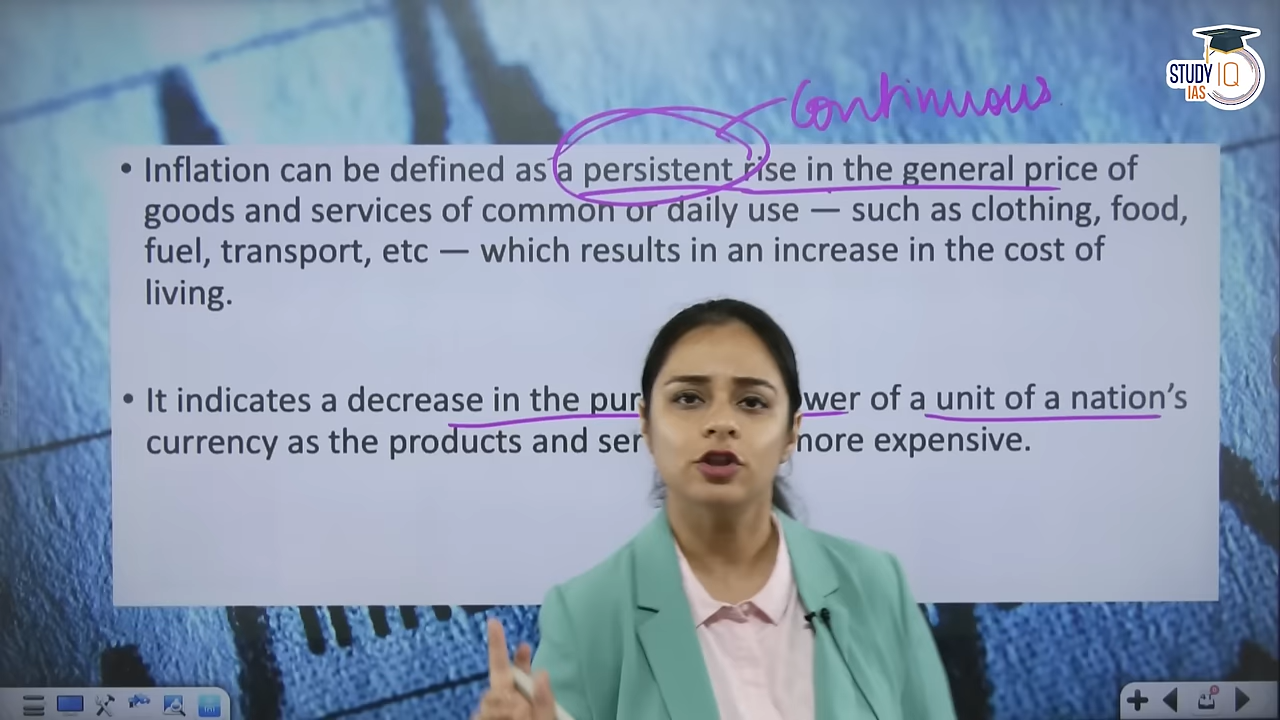 STUDY IQ
IAS
Continuous
• Inflation can be defined as a persistent rise in the general price of
goods and services of common or daily use — such as clothing, food,
fuel, transport, etc — which results in an increase in the cost of
living.
• It indicates a decrease in the pur wer of a unit of a nation's
currency as the products and ser more expensive.